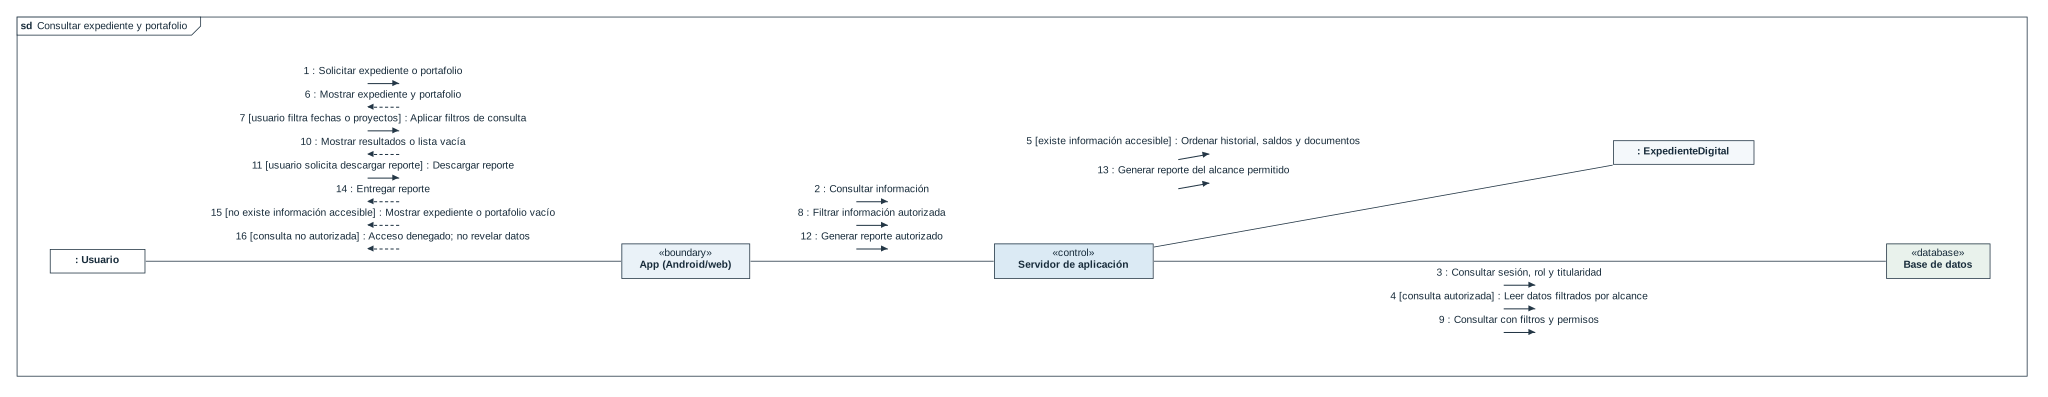 sd Consultar expediente y portafolio
1 : Solicitar expediente o portafolio
6 : Mostrar expediente y portafolio
7 [usuario filtra fechas o proyectos] : Aplicar filtros de consulta
10 : Mostrar resultados o lista vacía
11 [usuario solicita descargar reporte] : Descargar reporte
14 : Entregar reporte
15 [no existe información accesible] : Mostrar expediente o portafolio vacío
16 [consulta no autorizada] : Acceso denegado; no revelar datos
: Usuario
«boundary»
App (Android/web)
2 : Consultar información
8 : Filtrar información autorizada
12 : Generar reporte autorizado
«control»
Servidor de aplicación
5 [existe información accesible] : Ordenar historial, saldos y documentos
13 : Generar reporte del alcance permitido
: ExpedienteDigital
«database»
Base de datos
3 : Consultar sesión, rol y titularidad
4 [consulta autorizada] : Leer datos filtrados por alcance
9 : Consultar con filtros y permisos